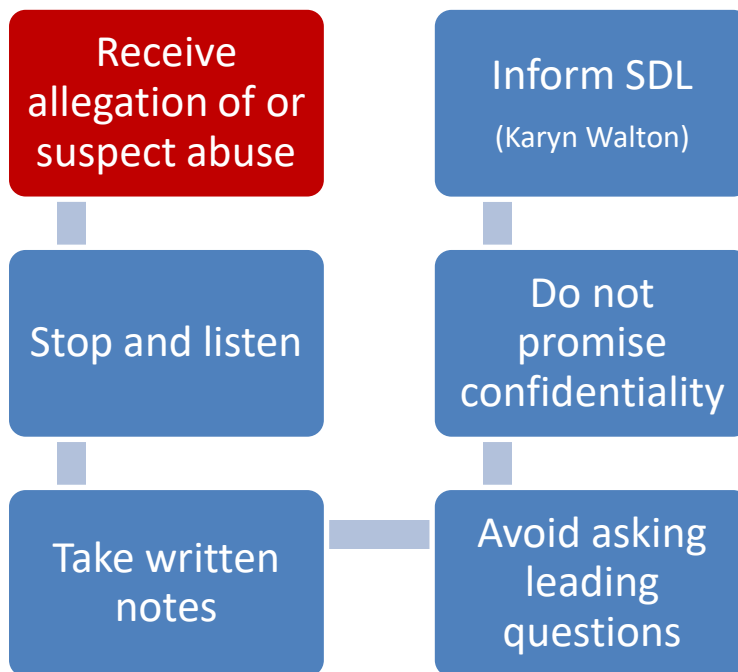 Receive
allegation of or
suspect abuse
Stop and listen
Take written
notes
Avoid asking
leading
questions
Do not
promise
confidentiality
Inform SDL
(Karyn Walton)